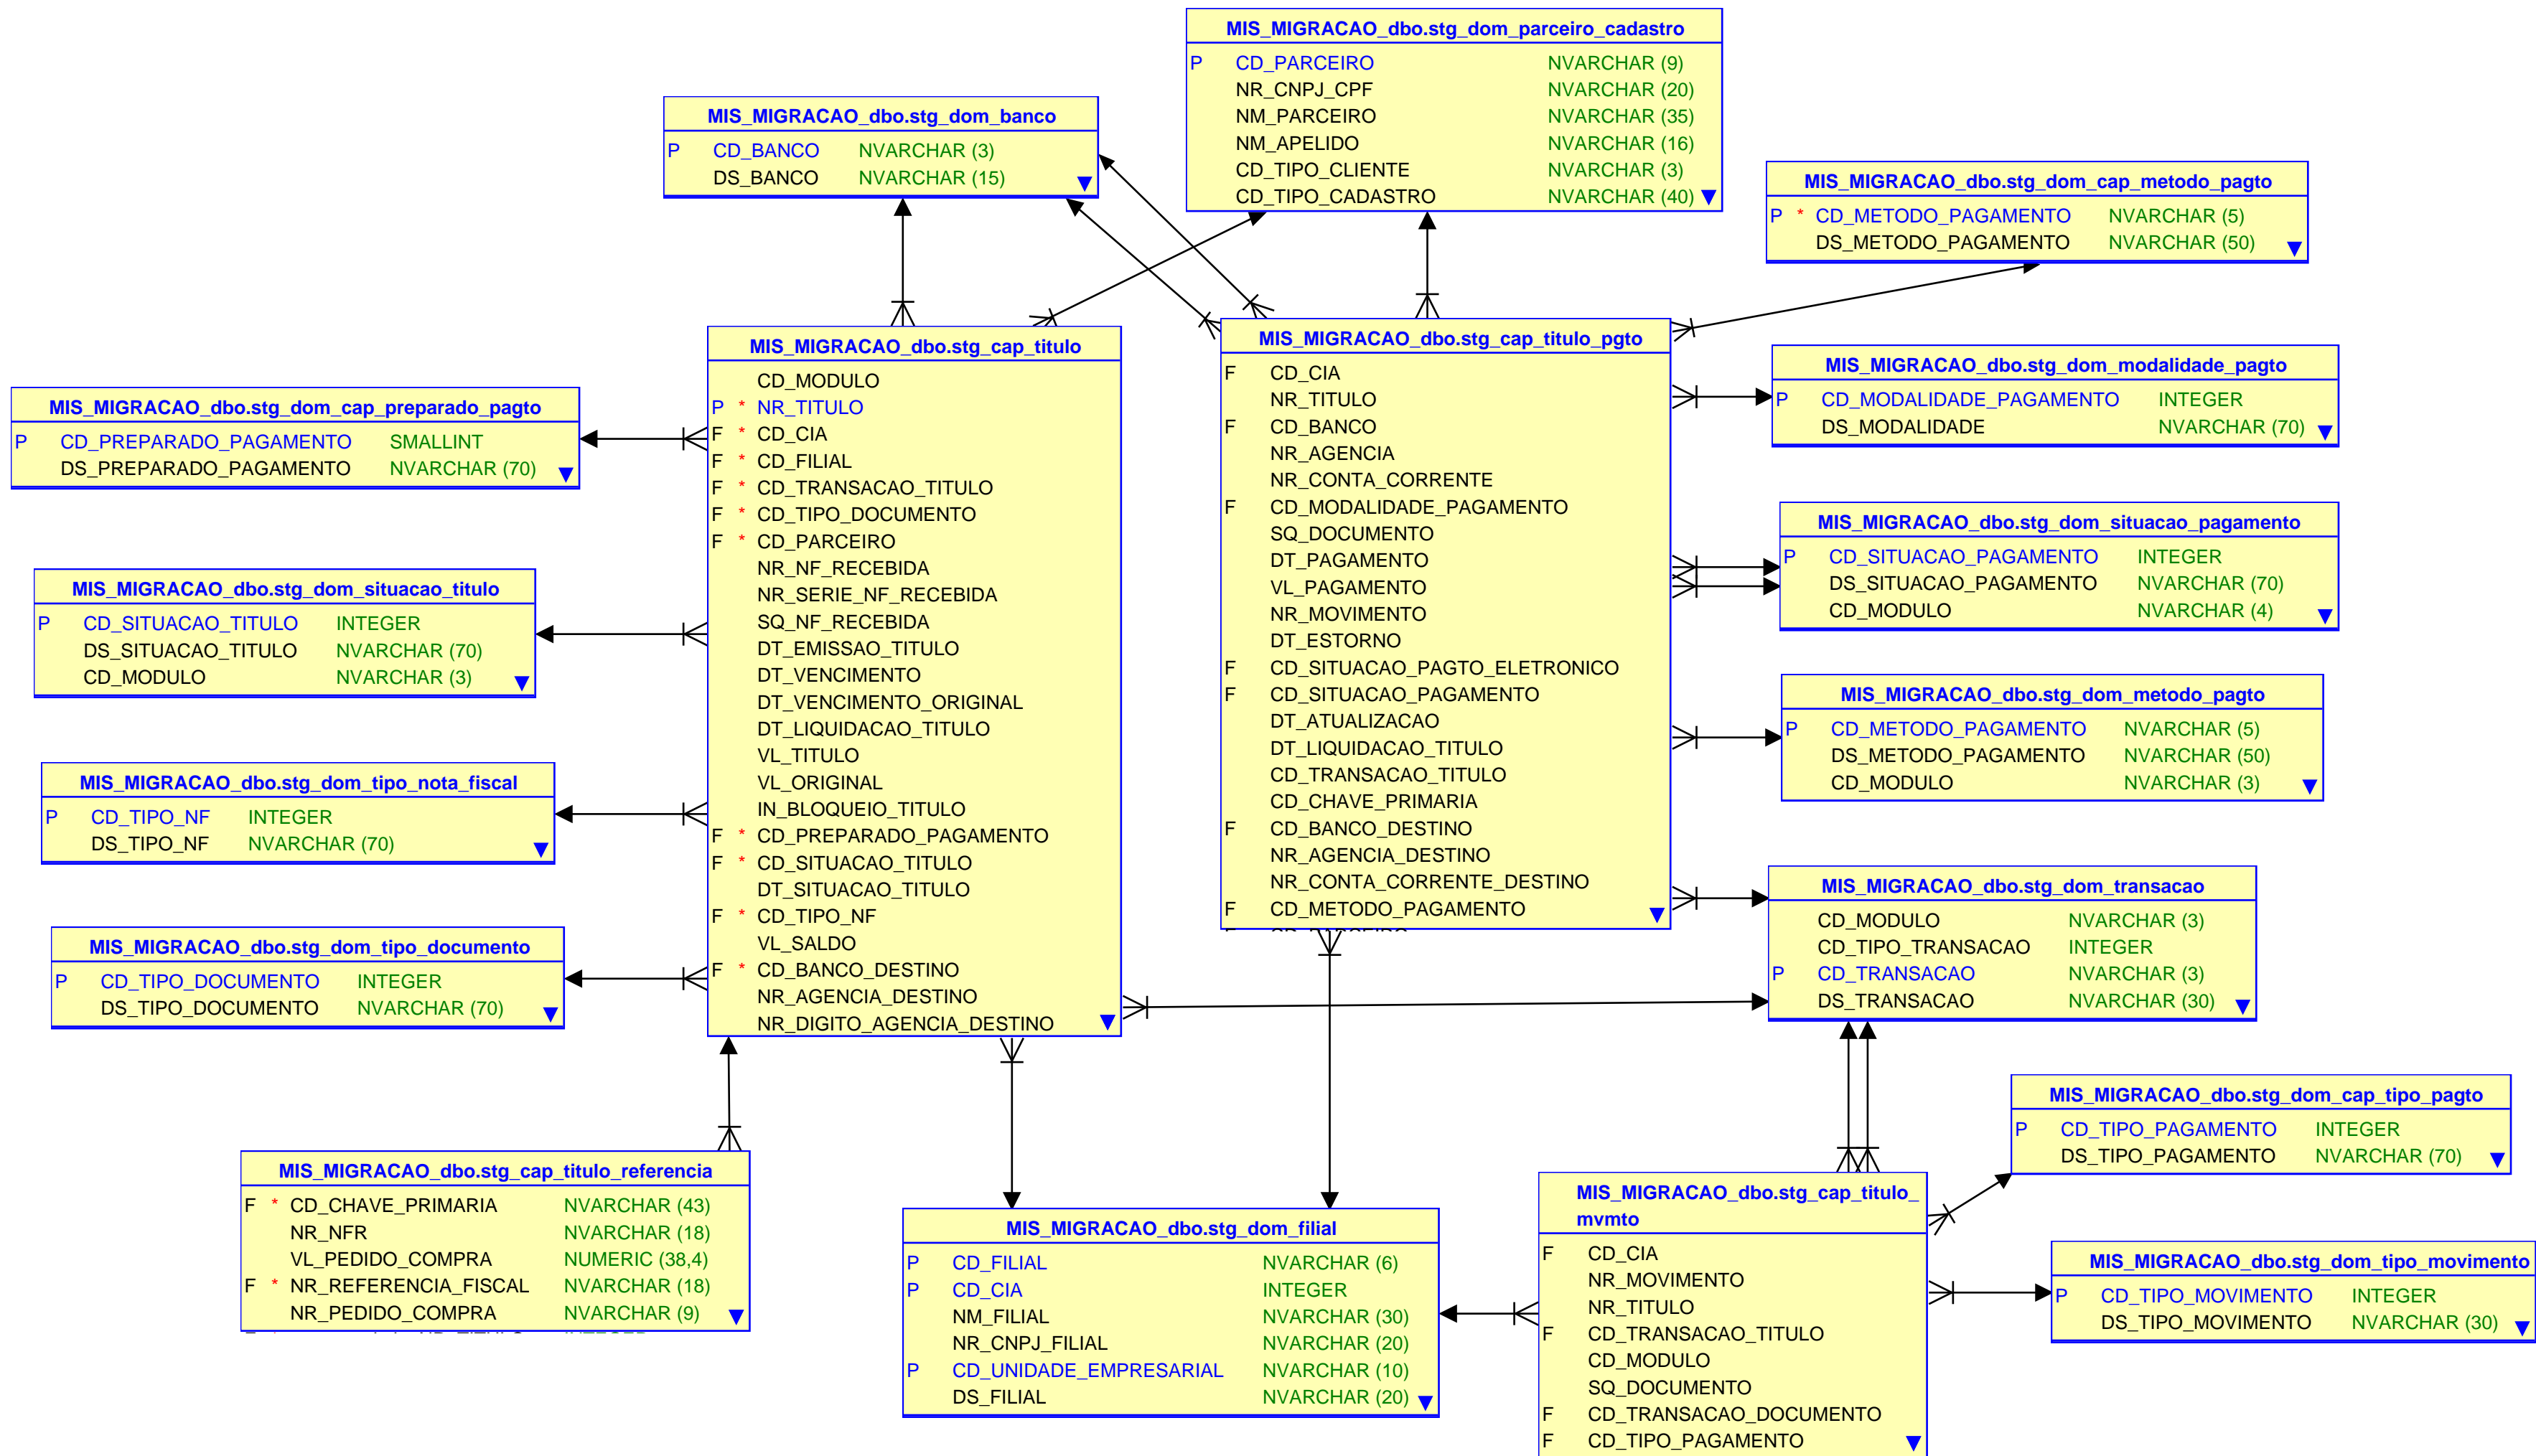 MIS_MIGRACAO_dbo.stg_dom_parceiro_cadastro
P CD_PARCEIRO NVARCHAR (9)
NR_CNPJ_CPF NVARCHAR (20)
NM_PARCEIRO NVARCHAR (35)
NM_APELIDO NVARCHAR (16)
CD_TIPO_CLIENTE NVARCHAR (3)
CD_TIPO_CADASTRO NVARCHAR (40)
MIS_MIGRACAO_dbo.stg_dom_banco
P CD_BANCO NVARCHAR (3)
DS_BANCO NVARCHAR (15)
MIS_MIGRACAO_dbo.stg_dom_cap_metodo_pagto
P * CD_METODO_PAGAMENTO NVARCHAR (5)
DS_METODO_PAGAMENTO NVARCHAR (50)
MIS_MIGRACAO_dbo.stg_cap_titulo
CD_MODULO
P * NR_TITULO
F * CD_CIA
F * CD_FILIAL
F * CD_TRANSACAO_TITULO
F * CD_TIPO_DOCUMENTO
F * CD_PARCEIRO
NR_NF_RECEBIDA
NR_SERIE_NF_RECEBIDA
SQ_NF_RECEBIDA
DT_EMISSAO_TITULO
DT_VENCIMENTO
DT_VENCIMENTO_ORIGINAL
DT_LIQUIDACAO_TITULO
VL_TITULO
VL_ORIGINAL
IN_BLOQUEIO_TITULO
F * CD_PREPARADO_PAGAMENTO
F * CD_SITUACAO_TITULO
DT_SITUACAO_TITULO
F * CD_TIPO_NF
VL_SALDO
F * CD_BANCO_DESTINO
NR_AGENCIA_DESTINO
NR_DIGITO_AGENCIA_DESTINO
MIS_MIGRACAO_dbo.stg_cap_titulo_pgto
F CD_CIA
NR_TITULO
F CD_BANCO
NR_AGENCIA
NR_CONTA_CORRENTE
F CD_MODALIDADE_PAGAMENTO
SQ_DOCUMENTO
DT_PAGAMENTO
VL_PAGAMENTO
NR_MOVIMENTO
DT_ESTORNO
F CD_SITUACAO_PAGTO_ELETRONICO
F CD_SITUACAO_PAGAMENTO
DT_ATUALIZACAO
DT_LIQUIDACAO_TITULO
CD_TRANSACAO_TITULO
CD_CHAVE_PRIMARIA
F CD_BANCO_DESTINO
NR_AGENCIA_DESTINO
NR_CONTA_CORRENTE_DESTINO
F CD_METODO_PAGAMENTO
MIS_MIGRACAO_dbo.stg_dom_modalidade_pagto
P CD_MODALIDADE_PAGAMENTO INTEGER
DS_MODALIDADE NVARCHAR (70)
MIS_MIGRACAO_dbo.stg_dom_cap_preparado_pagto
P CD_PREPARADO_PAGAMENTO SMALLINT
DS_PREPARADO_PAGAMENTO NVARCHAR (70)
MIS_MIGRACAO_dbo.stg_dom_situacao_pagamento
P CD_SITUACAO_PAGAMENTO INTEGER
DS_SITUACAO_PAGAMENTO NVARCHAR (70)
CD_MODULO NVARCHAR (4)
MIS_MIGRACAO_dbo.stg_dom_situacao_titulo
P CD_SITUACAO_TITULO INTEGER
DS_SITUACAO_TITULO NVARCHAR (70)
CD_MODULO NVARCHAR (3)
MIS_MIGRACAO_dbo.stg_dom_metodo_pagto
P CD_METODO_PAGAMENTO NVARCHAR (5)
DS_METODO_PAGAMENTO NVARCHAR (50)
CD_MODULO NVARCHAR (3)
MIS_MIGRACAO_dbo.stg_dom_tipo_nota_fiscal
P CD_TIPO_NF INTEGER
DS_TIPO_NF NVARCHAR (70)
MIS_MIGRACAO_dbo.stg_dom_transacao
CD_MODULO NVARCHAR (3)
CD_TIPO_TRANSACAO INTEGER
P CD_TRANSACAO NVARCHAR (3)
DS_TRANSACAO NVARCHAR (30)
MIS_MIGRACAO_dbo.stg_dom_tipo_documento
P CD_TIPO_DOCUMENTO INTEGER
DS_TIPO_DOCUMENTO NVARCHAR (70)
MIS_MIGRACAO_dbo.stg_dom_cap_tipo_pagto
P CD_TIPO_PAGAMENTO INTEGER
DS_TIPO_PAGAMENTO NVARCHAR (70)
MIS_MIGRACAO_dbo.stg_cap_titulo_referencia
F * CD_CHAVE_PRIMARIA NVARCHAR (43)
NR_NFR NVARCHAR (18)
VL_PEDIDO_COMPRA NUMERIC (38,4)
F * NR_REFERENCIA_FISCAL NVARCHAR (18)
NR_PEDIDO_COMPRA NVARCHAR (9)
MIS_MIGRACAO_dbo.stg_dom_filial
P CD_FILIAL NVARCHAR (6)
P CD_CIA INTEGER
NM_FILIAL NVARCHAR (30)
NR_CNPJ_FILIAL NVARCHAR (20)
P CD_UNIDADE_EMPRESARIAL NVARCHAR (10)
DS_FILIAL NVARCHAR (20)
MIS_MIGRACAO_dbo.stg_cap_titulo_
mvmto
F CD_CIA
NR_MOVIMENTO
NR_TITULO
F CD_TRANSACAO_TITULO
CD_MODULO
SQ_DOCUMENTO
F CD_TRANSACAO_DOCUMENTO
F CD_TIPO_PAGAMENTO
MIS_MIGRACAO_dbo.stg_dom_tipo_movimento
P CD_TIPO_MOVIMENTO INTEGER
DS_TIPO_MOVIMENTO NVARCHAR (30)